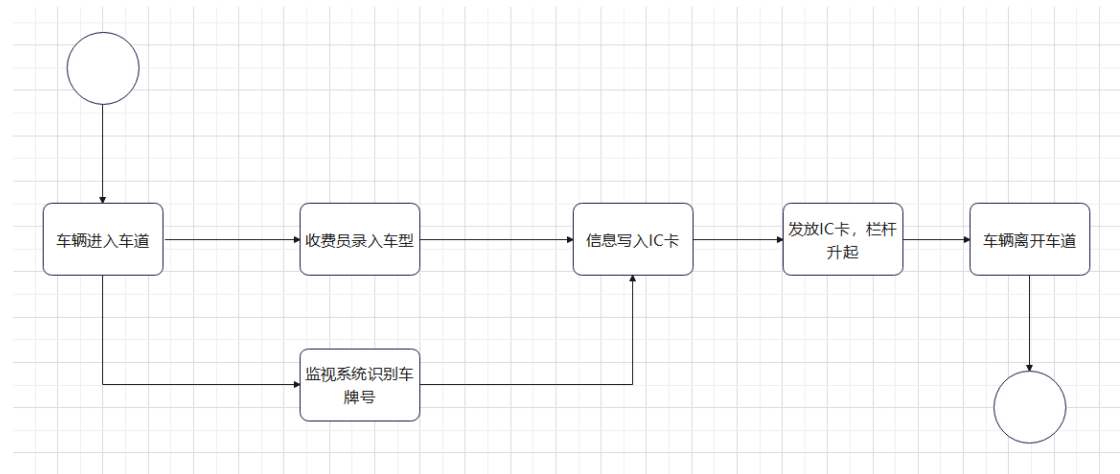 车辆进入车道
收费员录入车型
信息写入IC卡
发放IC卡，栏杆
升起
车辆离开车道
监视系统识别车
牌号